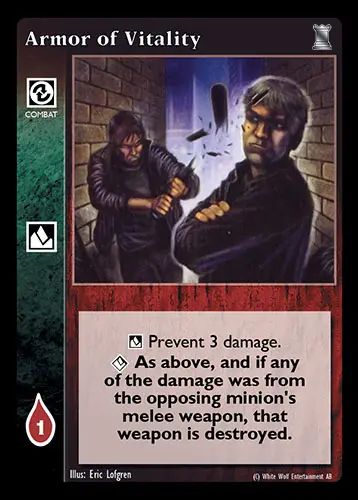 Armor of Vitality
COMBAT
Prevent 3 damage.
As above, and if any
of the damage was from
the opposing minion's
melee weapon, that
weapon is destroyed.
1
Illus: Eric Lofgren
(C) White Wolf Entertainment AB